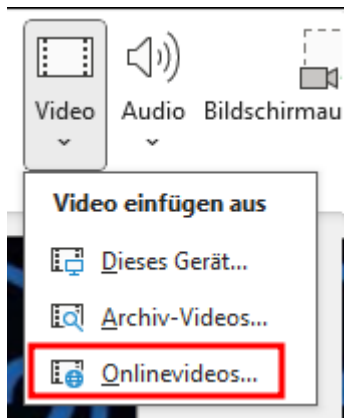 Video Audio Bildschirmau
Video einfügen aus
Dieses Gerät...
Archiv-Videos...
Onlinevideos...